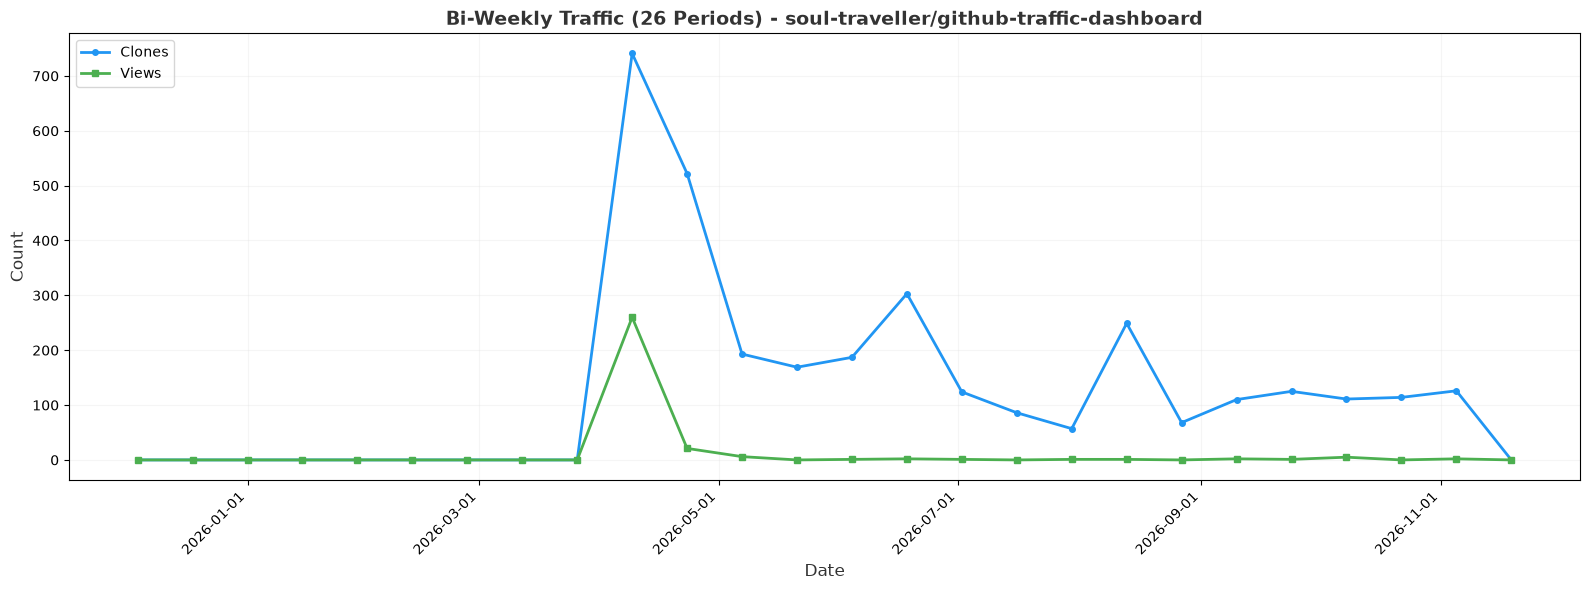 Bi-Weekly Traffic (26 Periods) - soul-traveller/github-traffic-dashboard
Clones
Views
Count
700
600
500
400
300
200
100
0
2026-01-01
2026-03-01
2026-05-01
2026-07-01
2026-09-01
2026-11-01
Date